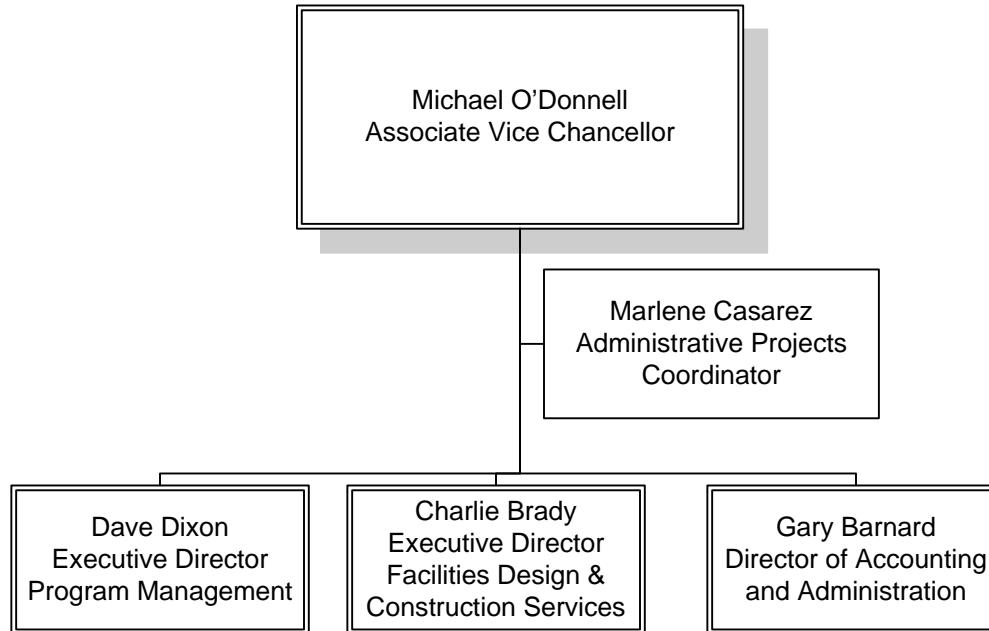 Michael O'Donnell
Associate Vice Chancellor
Marlene Casarez
Administrative Projects
Coordinator
Dave Dixon
Executive Director
Program Management
Charlie Brady
Executive Director
Facilities Design &
Construction Services
Gary Barnard
Director of Accounting
and Administration